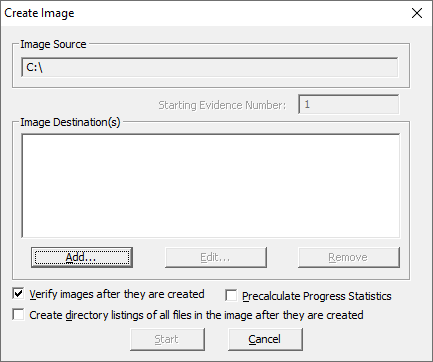 Create Image
Image Source
C:\
Starting Evidence Number: 1
Image Destination(s)
Add... Edit... Remove
Verify images after they are created Precalculate Progress Statistics
Create directory listings of all files in the image after they are created
Start Cancel